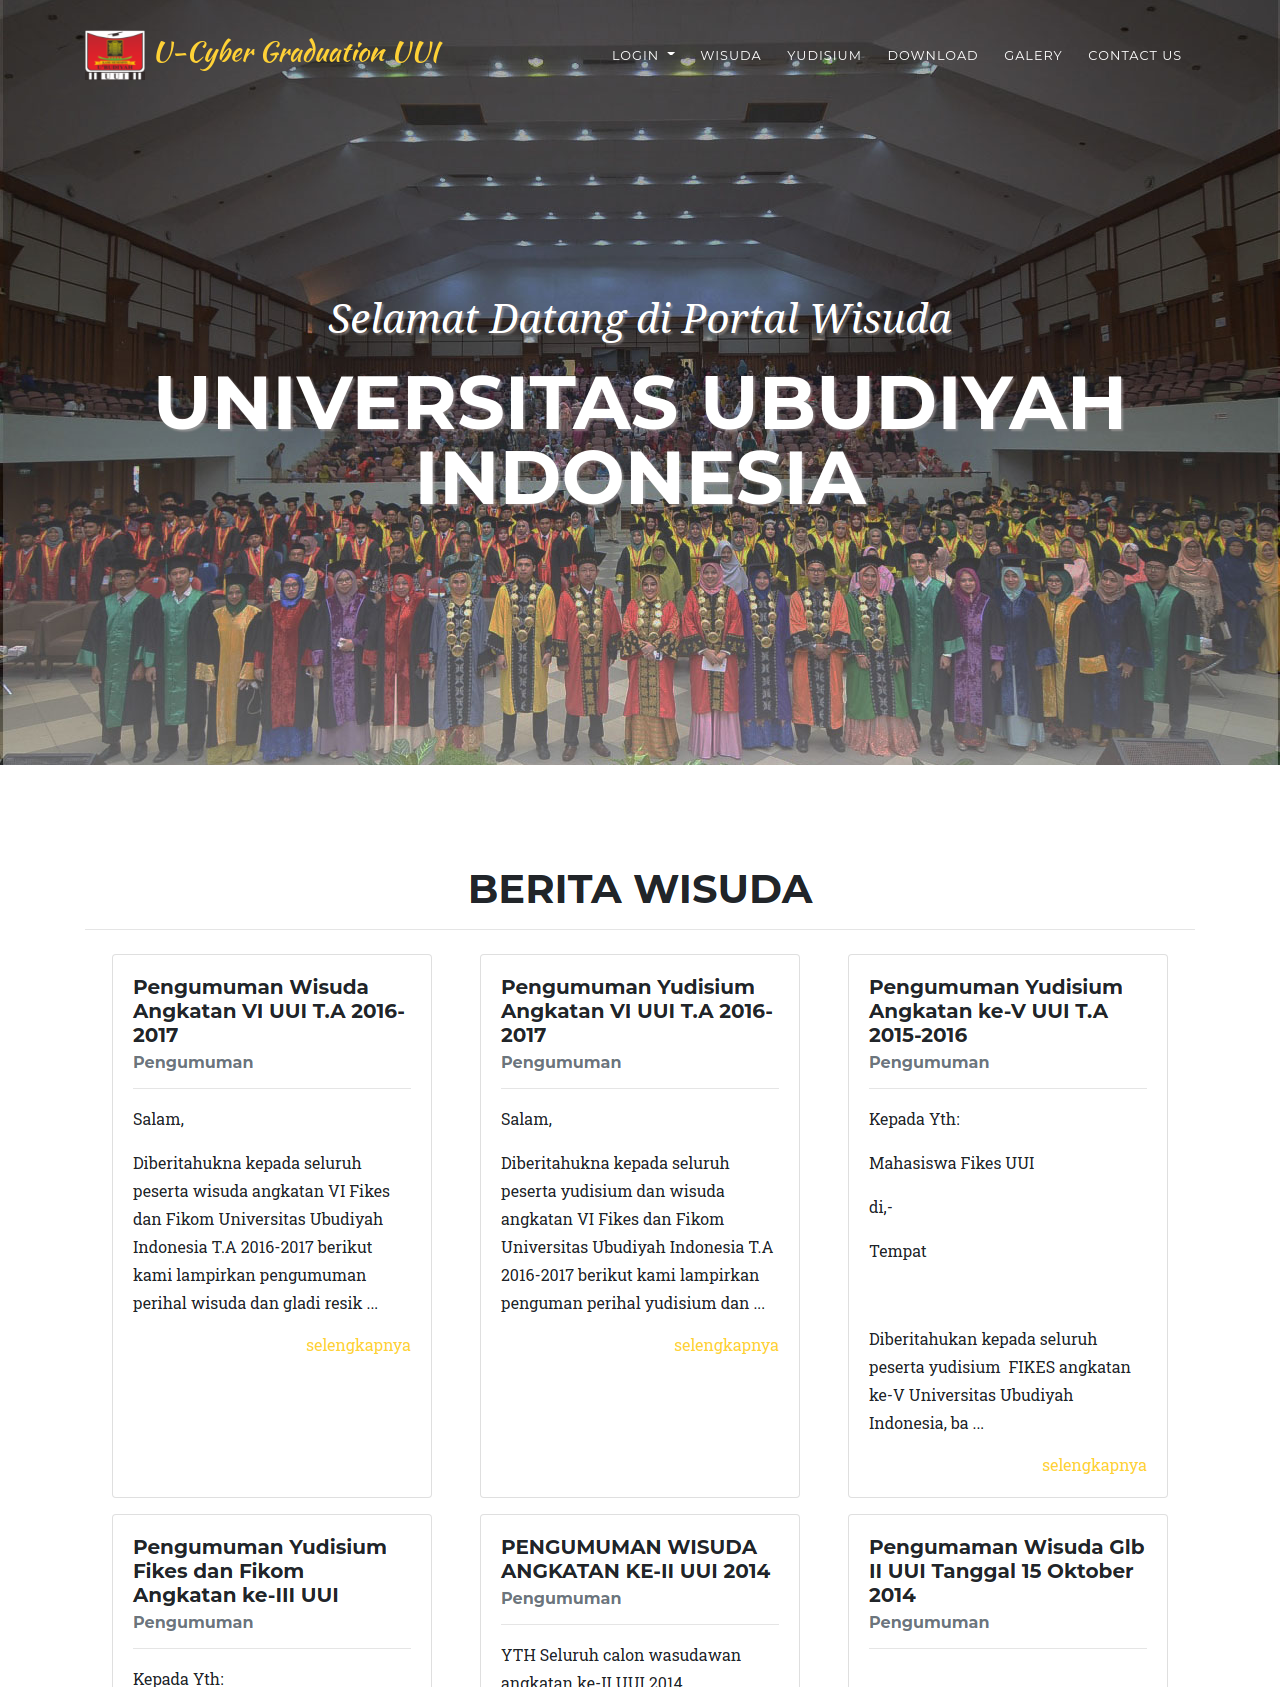 U-Cyber Graduation UUI
LOGIN WISUDA YUDISIUM DOWNLOAD GALERY CONTACT US
Selamat Datang di Portal Wisuda
UNIVERSITAS UBUDIYAH
INDONESIA
BERITA WISUDA
Pengumuman Wisuda
Angkatan VI UUI T.A 2016-
2017
Pengumuman
Salam,
Diberitahukna kepada seluruh
peserta wisuda angkatan VI Fikes
dan Fikom Universitas Ubudiyah
Indonesia T.A 2016-2017 berikut
kami lampirkan pengumuman
perihal wisuda dan gladi resik ...
selengkapnya
Pengumuman Yudisium
Angkatan VI UUI T.A 2016-
2017
Pengumuman
Salam,
Diberitahukna kepada seluruh
peserta yudisium dan wisuda
angkatan VI Fikes dan Fikom
Universitas Ubudiyah Indonesia T.A
2016-2017 berikut kami lampirkan
penguman perihal yudisium dan ...
selengkapnya
Pengumuman Yudisium
Angkatan ke-V UUI T.A
2015-2016
Pengumuman
Kepada Yth:
Mahasiswa Fikes UUI
di,-
Tempat
Diberitahukan kepada seluruh
peserta yudisium  FIKES angkatan
ke-V Universitas Ubudiyah
Indonesia, ba ...
selengkapnya
Pengumuman Yudisium
Fikes dan Fikom
Angkatan ke-III UUI
Pengumuman
Kepada Yth:
PENGUMUMAN WISUDA
ANGKATAN KE-II UUI 2014
Pengumuman
YTH Seluruh calon wasudawan
angkatan ke-II UUI 2014
Pengumaman Wisuda Glb
II UUI Tanggal 15 Oktober
2014
Pengumuman